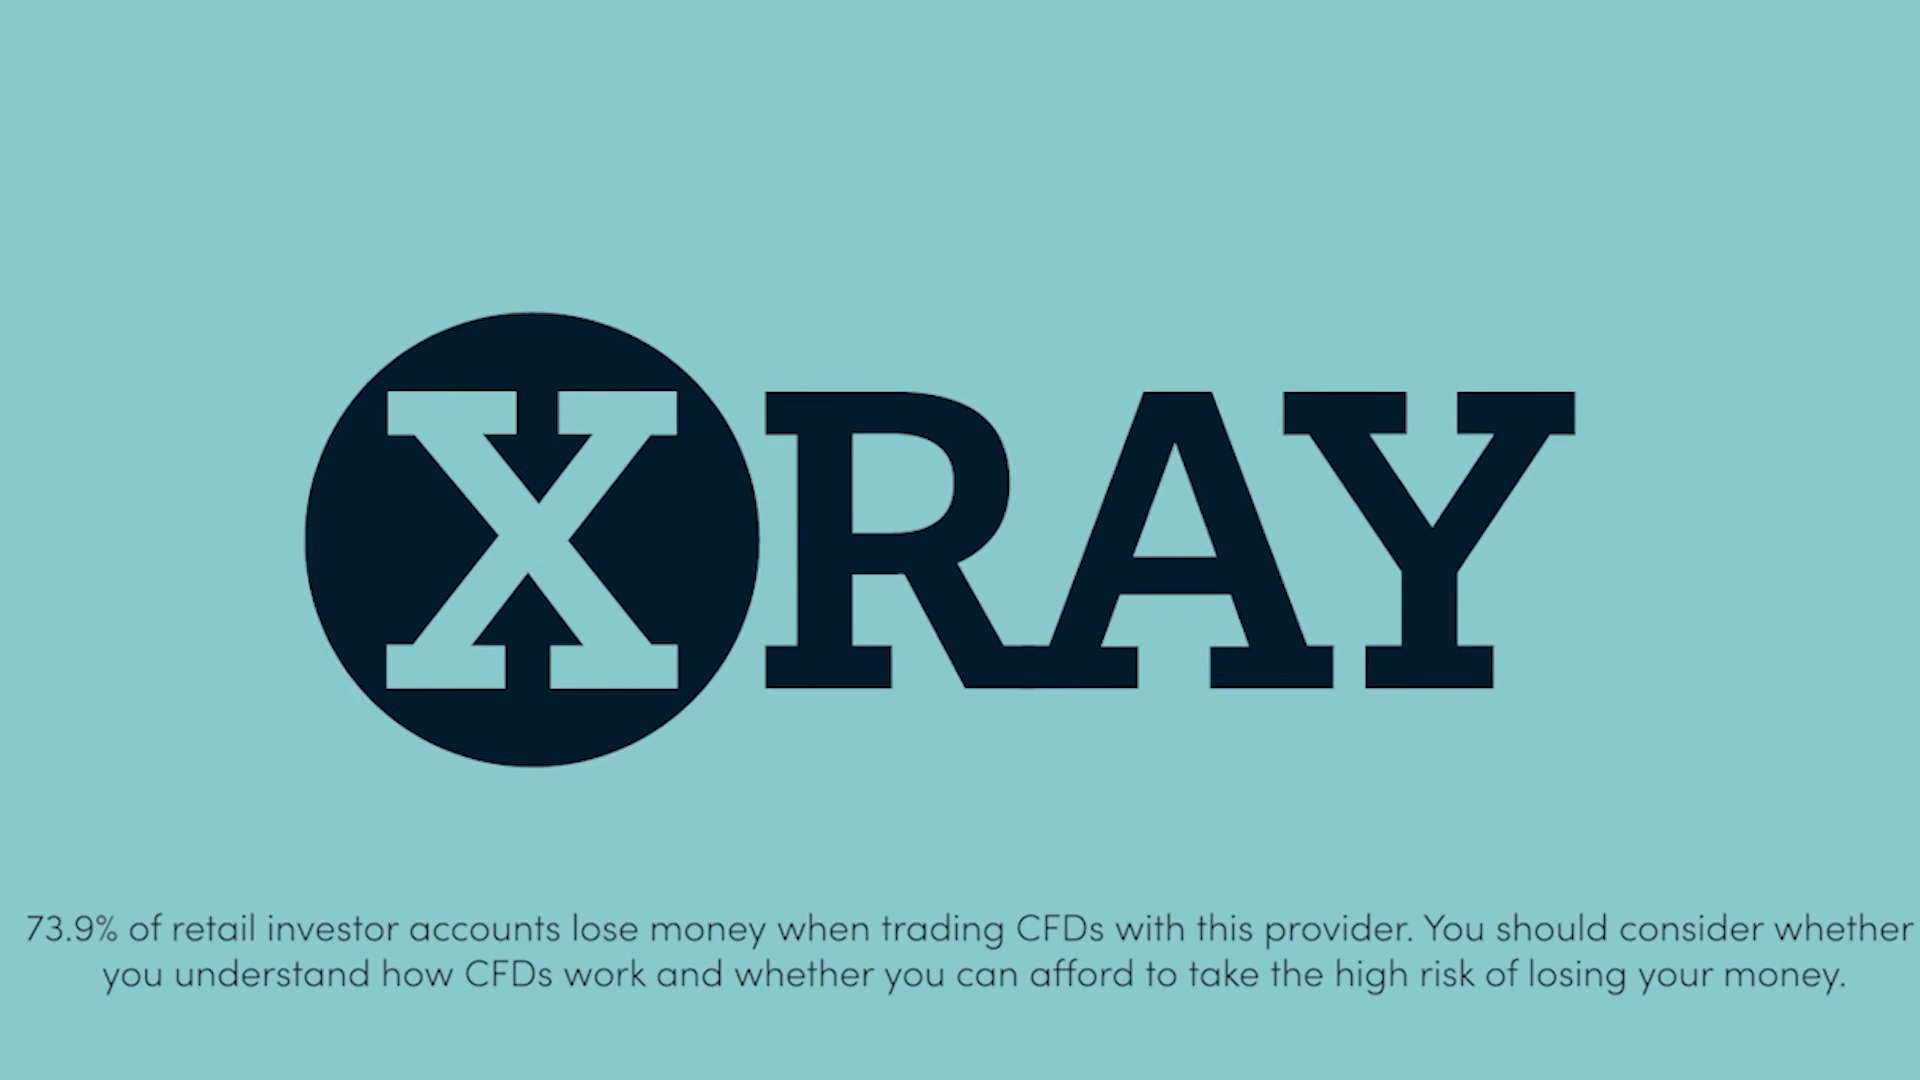 XRAY
73.9% of retail investor accounts lose money when trading CFDs with this provider. You should consider whether
you understand how CFDs work and whether you can afford to take the high risk of losing your money.